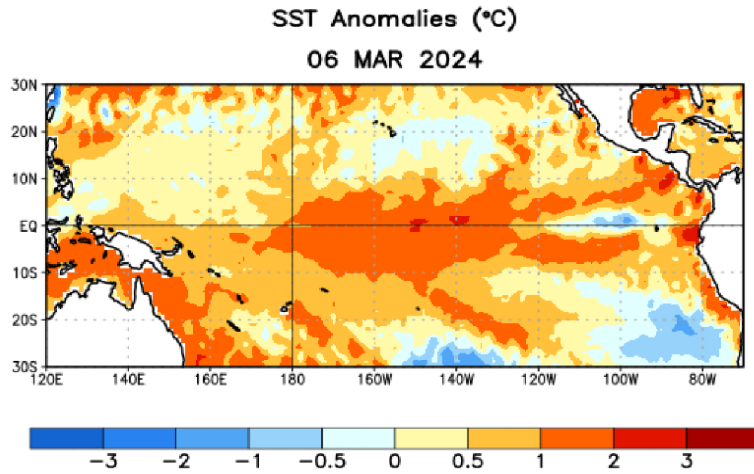 SST Anomalies (°C)
06 MAR 2024
30N
20N
10N
EQ
10S
20S
30S
120E 140E 160E 180 160W 140W 120W 100W 80W
-3 -2 -1 -0.5 0 0.5 1 2 3